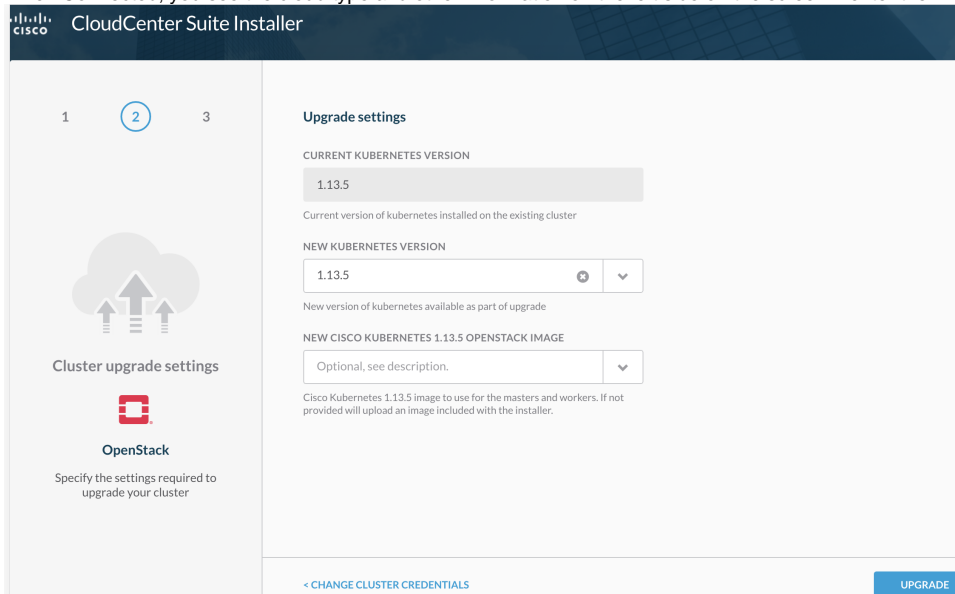 cisco
CloudCenter Suite Installer
1 2 3
Cluster upgrade settings
OpenStack
Specify the settings required to
upgrade your cluster
Upgrade settings
CURRENT KUBERNETES VERSION
1.13.5
Current version of kubernetes installed on the existing cluster
NEW KUBERNETES VERSION
1.13.5
New version of kubernetes available as part of upgrade
NEW CISCO KUBERNETES 1.13.5 OPENSTACK IMAGE
Optional, see description.
Cisco Kubernetes 1.13.5 image to use for the masters and workers. If not
provided will upload an image included with the installer.
< CHANGE CLUSTER CREDENTIALS
UPGRADE